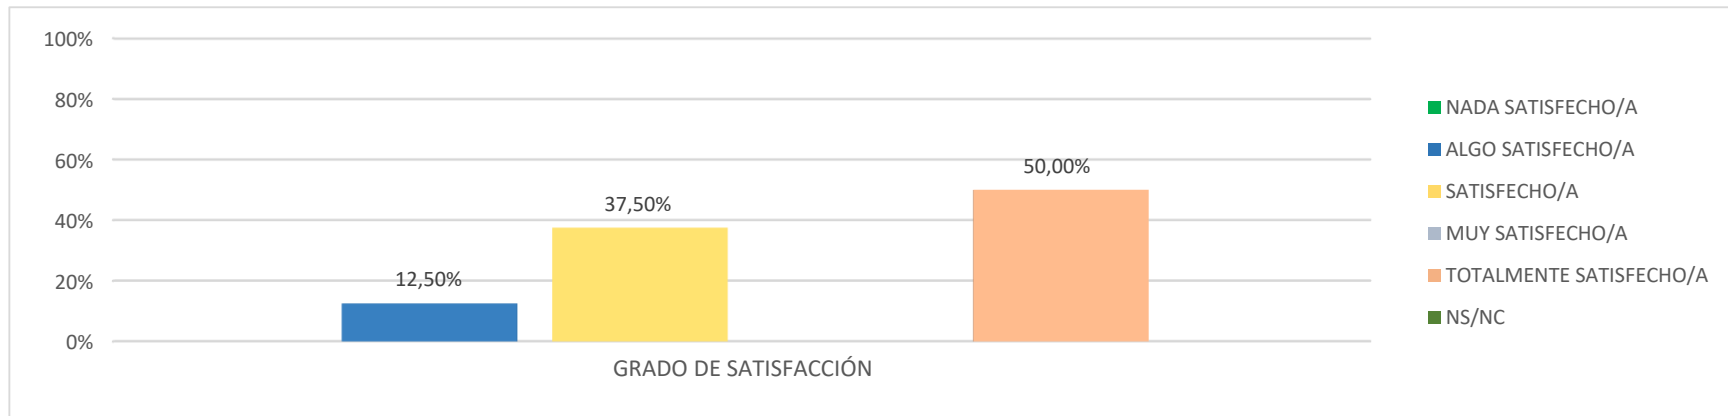 100%
80%
60%
40%
20%
0%
12,50%
37,50%
50,00%
GRADO DE SATISFACCIÓN
NADA SATISFECHO/A
ALGO SATISFECHO/A
SATISFECHO/A
MUY SATISFECHO/A
TOTALMENTE SATISFECHO/A
NS/NC